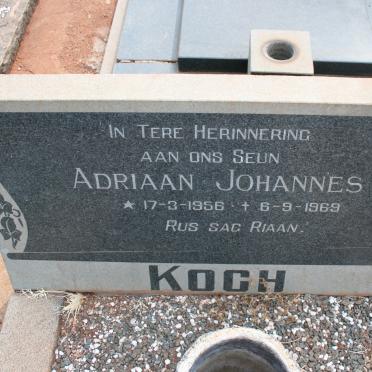 In Tere Herinnering
aan ons Seun
Adriaan Johannes
* 17-3-1956 · † 6-9-1969
Rus sag Riaan.
KOCH